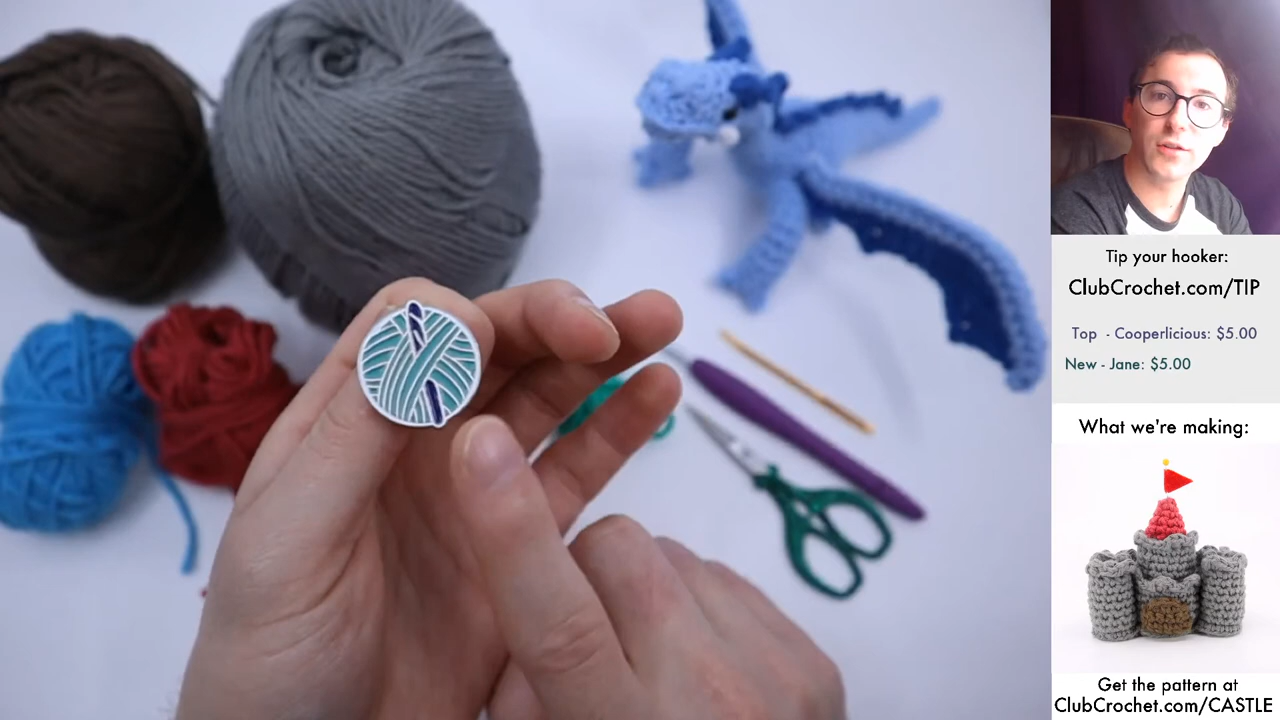 Tip your hooker:
ClubCrochet.com/TIP
Top - Cooperlicious: $5.00
New - Jane: $5.00
What we're making:
Get the pattern at
ClubCrochet.com/CASTLE